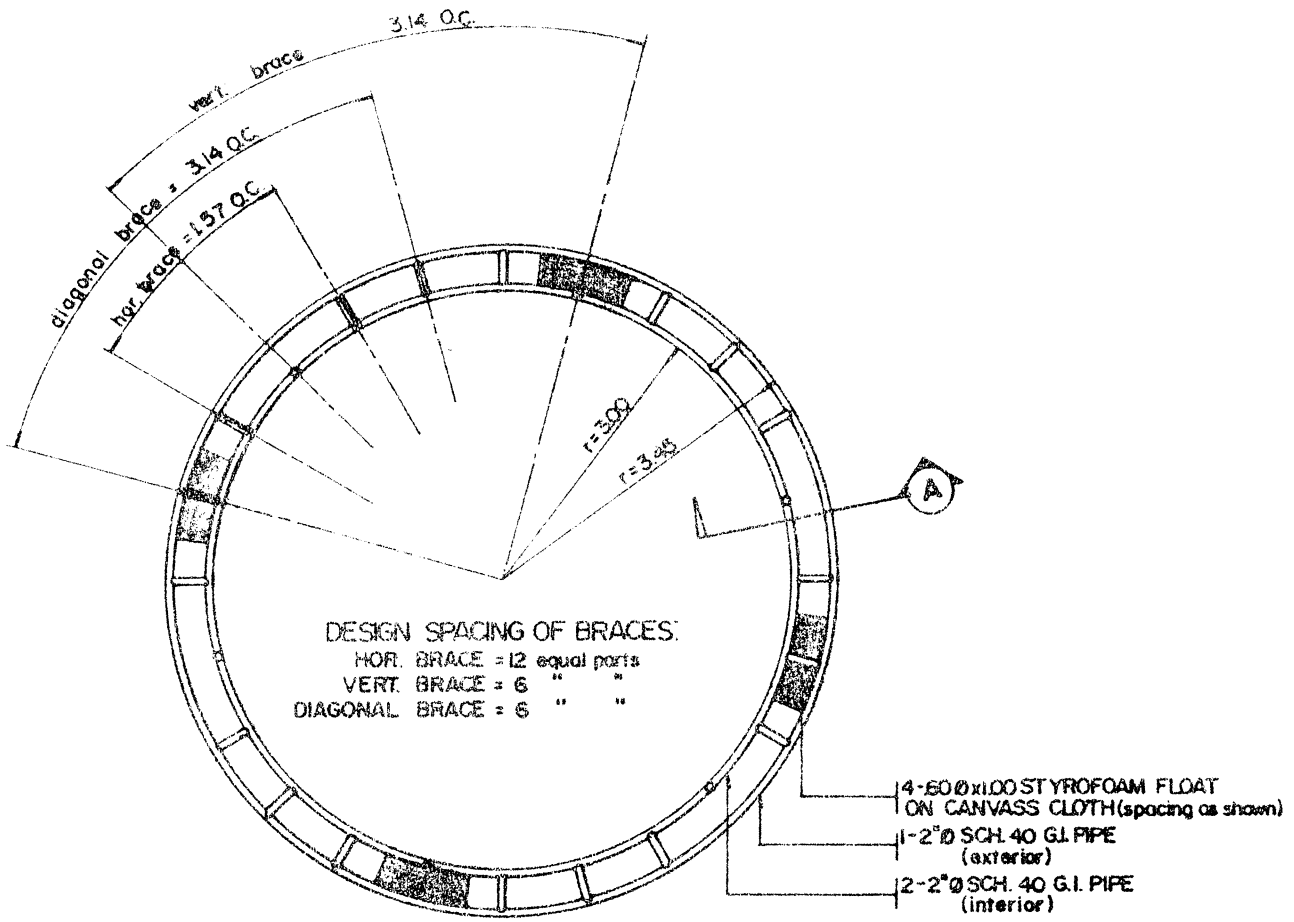 3.14 O.C.
vert. brace
diagonal brace = 3.14 O.C.
hor. brace = 1.57 O.C.
r=3.00
r=3.45
A
DESIGN SPACING OF BRACES:
HOR. BRACE = 12 equal parts
VERT. BRACE = 6 " "
DIAGONAL BRACE = 6 " "
4-.60 Ø x1.00 STYROFOAM FLOAT
ON CANVASS CLOTH (spacing as shown)
1-2"Ø SCH. 40 G.I. PIPE
(exterior)
2-2"Ø SCH. 40 G.I. PIPE
(interior)